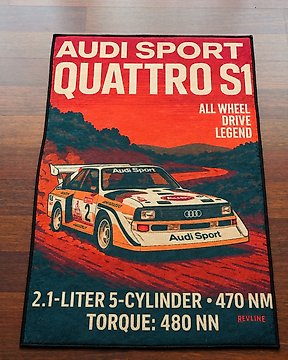 AUDI SPORT
QUATTRO S1
ALL WHEEL
DRIVE
LEGEND
Audi Sport
2
Audi Sport
2.1-LITER 5-CYLINDER • 470 NM
TORQUE: 480 NN
REVLINE